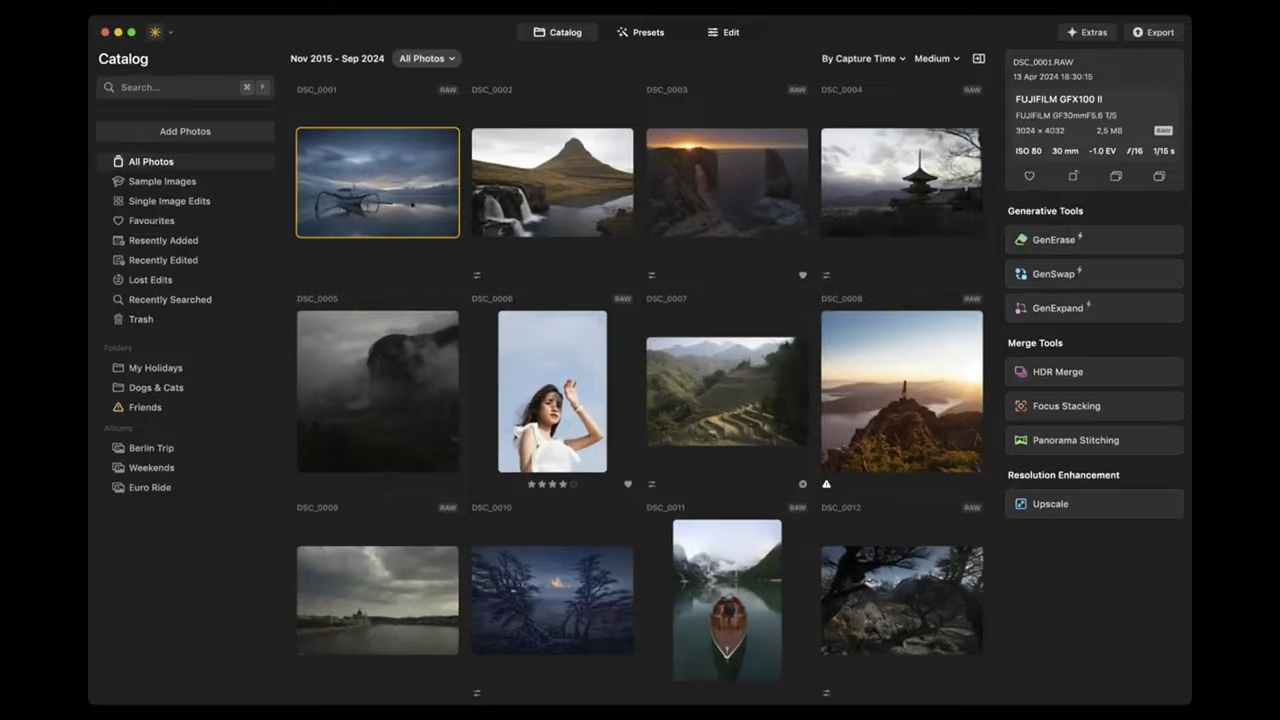 Catalog
Presets
Edit
Extras
Export
Catalog
Nov 2015 - Sep 2024
All Photos
By Capture Time
Medium
Search...
⌘ F
Add Photos
All Photos
Sample Images
Single Image Edits
Favourites
Recently Added
Recently Edited
Lost Edits
Recently Searched
Trash
Folders
My Holidays
Dogs & Cats
Friends
Albums
Berlin Trip
Weekends
Euro Ride
DSC_0001 RAW
DSC_0002
DSC_0003 RAW
DSC_0004 RAW
DSC_0005
DSC_0006 RAW
DSC_0007
DSC_0008 RAW
DSC_0009 RAW
DSC_0010
DSC_0011 RAW
DSC_0012 RAW
DSC_0001.RAW
13 Apr 2024 18:30:15
FUJIFILM GFX100 II
FUJIFILM GF30mmF5.6 T/S
3024 × 4032 2,5 MB RAW
ISO 80 30 mm -1.0 EV ƒ/16 1/15 s
Generative Tools
GenErase
GenSwap
GenExpand
Merge Tools
HDR Merge
Focus Stacking
Panorama Stitching
Resolution Enhancement
Upscale